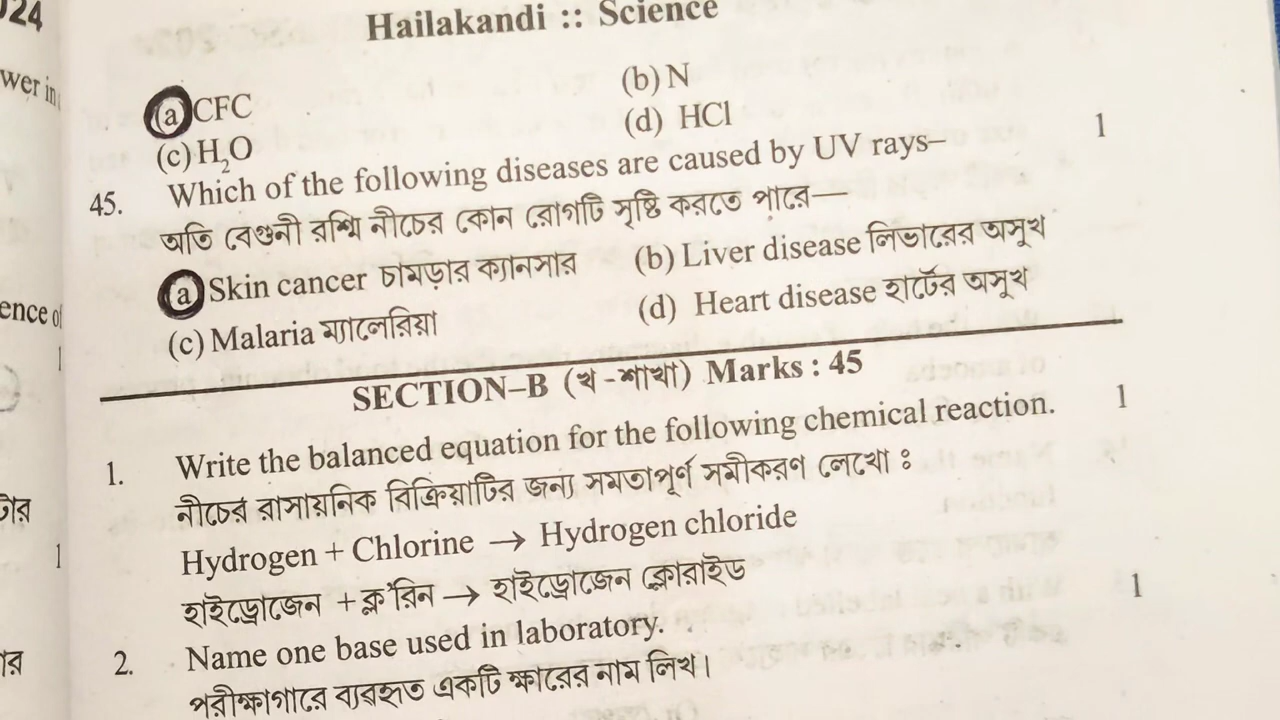 024
Hailakandi :: Science
wer in
(a) CFC
(b) N
(c) H₂O
(d) HCl
45. Which of the following diseases are caused by UV rays– 1
অতি বেগুনী রশ্মি নীচের কোন রোগটি সৃষ্টি করতে পারে—
(a) Skin cancer চামড়ার ক্যানসার
(b) Liver disease লিভারের অসুখ
ence of
1
(c) Malaria ম্যালেরিয়া
(d) Heart disease হার্টের অসুখ
SECTION–B (খ -শাখা) Marks : 45
1. Write the balanced equation for the following chemical reaction. 1
নীচের রাসায়নিক বিক্রিয়াটির জন্য সমতাপূর্ণ সমীকরণ লেখো ঃ
Hydrogen + Chlorine → Hydrogen chloride
1
হাইড্রোজেন + ক্ল'রিন → হাইড্রোজেন ক্লোরাইড
2. Name one base used in laboratory. 1
পরীক্ষাগারে ব্যবহৃত একটি ক্ষারের নাম লিখ।